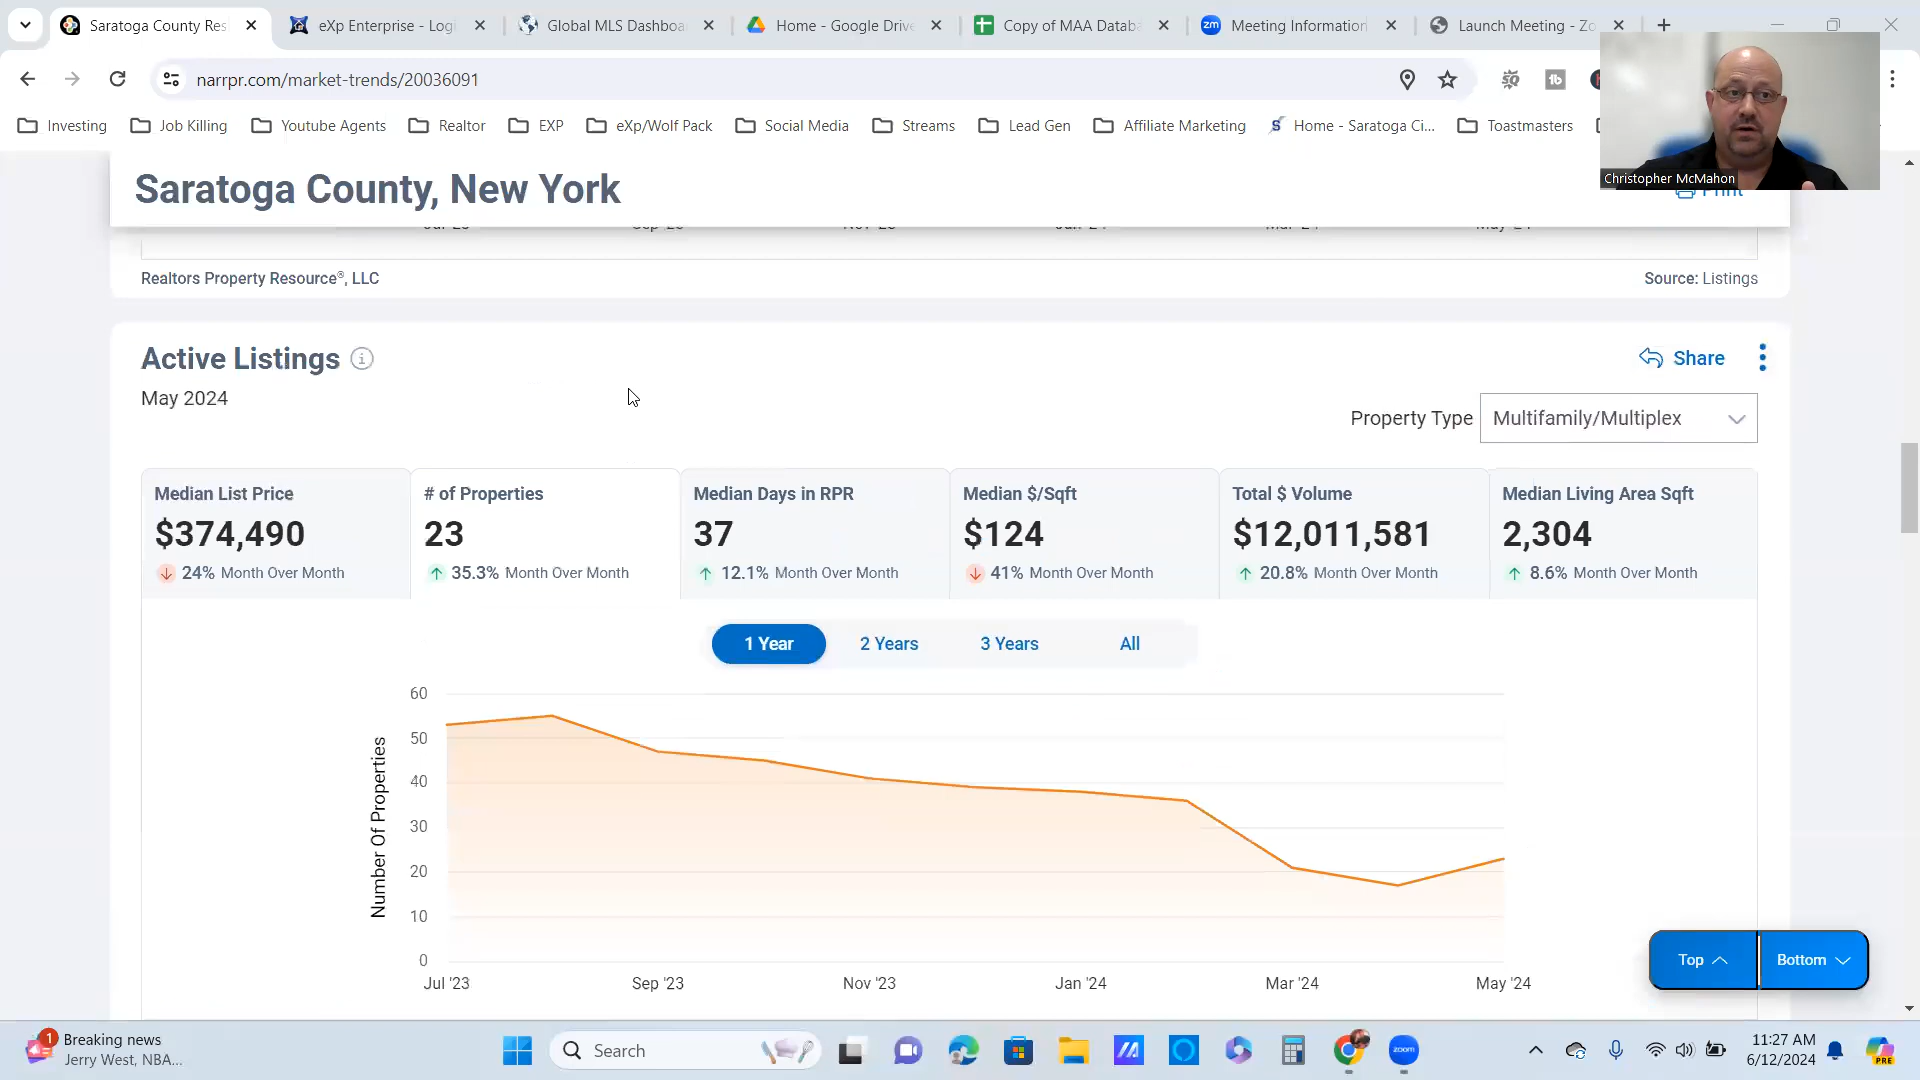 Saratoga County Res
eXp Enterprise - Logi
Global MLS Dashboa
Home - Google Drive
Copy of MAA Databa
zm
Meeting Information
Launch Meeting - Zo
narrpr.com/market-trends/20036091
Investing
Job Killing
Youtube Agents
Realtor
EXP
eXp/Wolf Pack
Social Media
Streams
Lead Gen
Affiliate Marketing
Home - Saratoga Ci...
Toastmasters
Christopher McMahon
Saratoga County, New York
Print
Realtors Property Resource®, LLC
Source: Listings
Active Listings
Share
May 2024
Property Type
Multifamily/Multiplex
Median List Price
$374,490
24% Month Over Month
# of Properties
23
35.3% Month Over Month
Median Days in RPR
37
12.1% Month Over Month
Median $/Sqft
$124
41% Month Over Month
Total $ Volume
$12,011,581
20.8% Month Over Month
Median Living Area Sqft
2,304
8.6% Month Over Month
1 Year
2 Years
3 Years
All
Number Of Properties
60
50
40
30
20
10
0
Jul '23
Sep '23
Nov '23
Jan '24
Mar '24
May '24
Top
Bottom
1
Breaking news
Jerry West, NBA...
Search
zoom
11:27 AM
6/12/2024
PRE